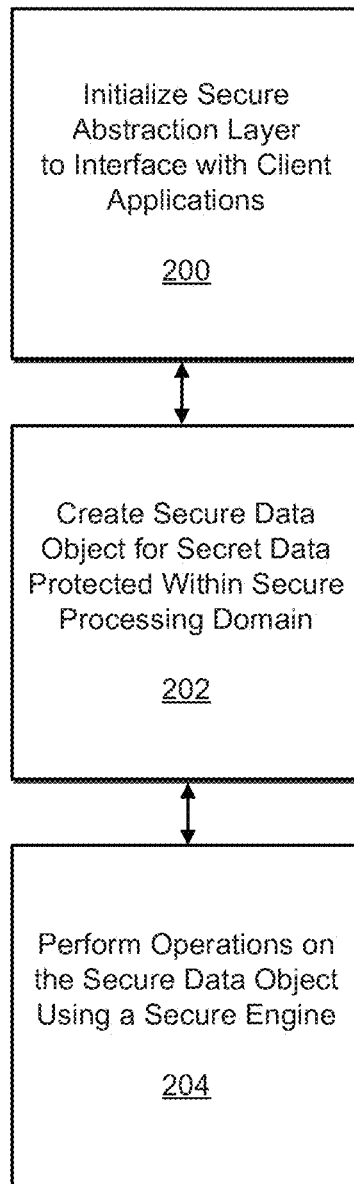 Initialize Secure
Abstraction Layer
to Interface with Client
Applications
200
Create Secure Data
Object for Secret Data
Protected Within Secure
Processing Domain
202
Perform Operations on
the Secure Data Object
Using a Secure Engine
204